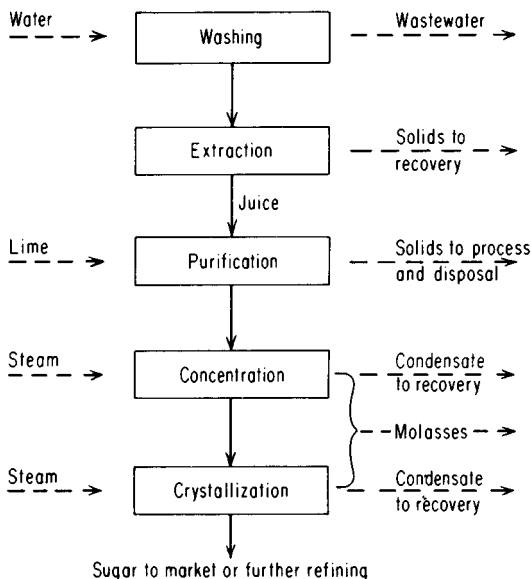 Water
Washing
Wastewater
Extraction
Solids to
recovery
Juice
Lime
Purification
Solids to process
and disposal
Steam
Concentration
Condensate
to recovery
Molasses
Steam
Crystallization
Condensate
to recovery
Sugar to market or further refining